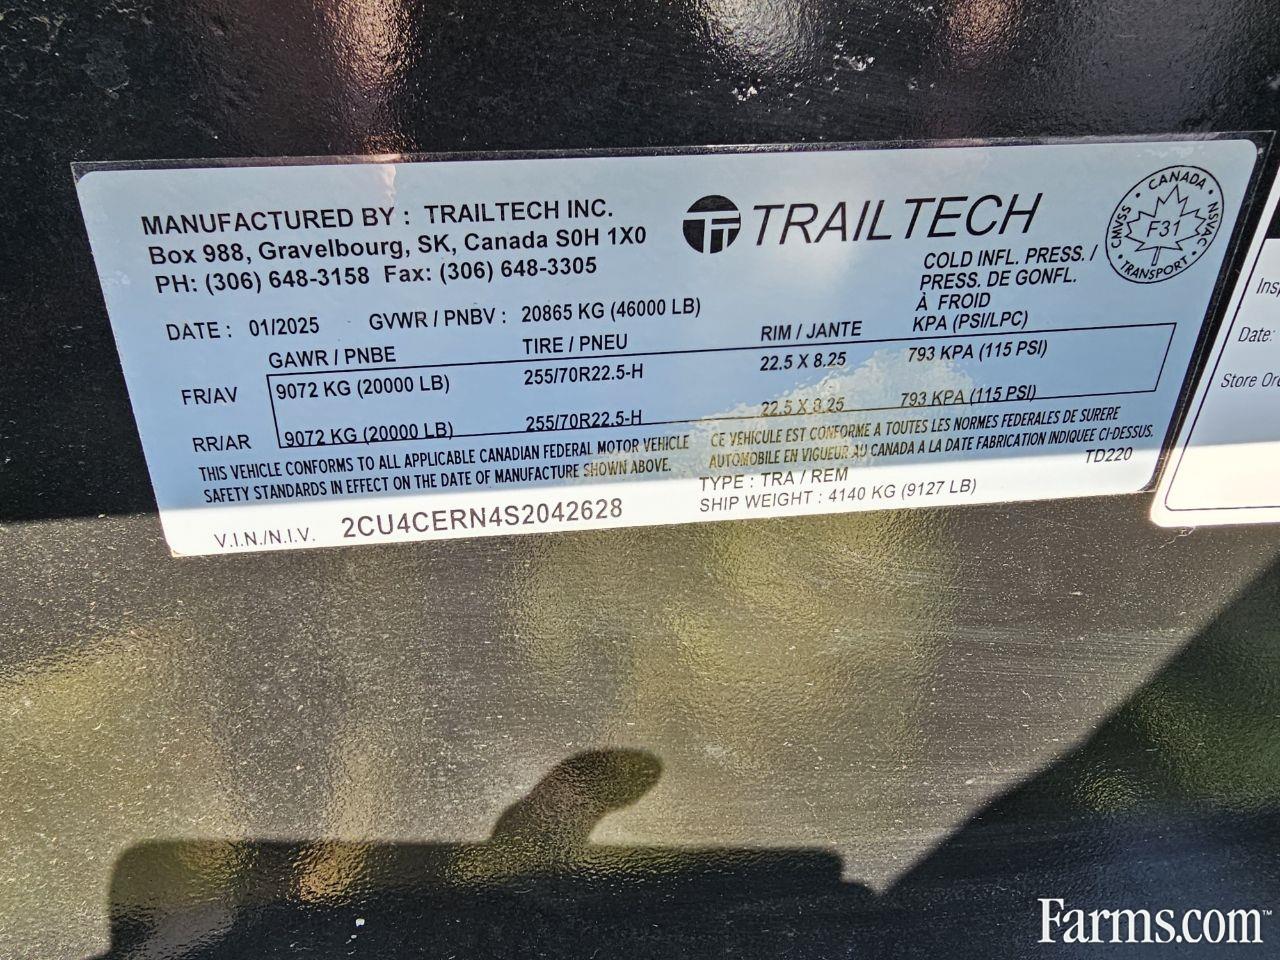 MANUFACTURED BY : TRAILTECH INC.
Box 988, Gravelbourg, SK, Canada S0H 1X0
PH: (306) 648-3158 Fax: (306) 648-3305
TRAILTECH
CANADA
CMVSS F31 NSVAC
TRANSPORT
COLD INFL. PRESS. /
PRESS. DE GONFL.
À FROID
KPA (PSI/LPC)
DATE : 01/2025 GVWR / PNBV : 20865 KG (46000 LB)
GAWR / PNBE TIRE / PNEU RIM / JANTE
FR/AV 9072 KG (20000 LB) 255/70R22.5-H 22.5 X 8.25 793 KPA (115 PSI)
RR/AR 9072 KG (20000 LB) 255/70R22.5-H 22.5 X 8.25 793 KPA (115 PSI)
THIS VEHICLE CONFORMS TO ALL APPLICABLE CANADIAN FEDERAL MOTOR VEHICLE
SAFETY STANDARDS IN EFFECT ON THE DATE OF MANUFACTURE SHOWN ABOVE.
CE VEHICULE EST CONFORME A TOUTES LES NORMES FEDERALES DE SURERE
AUTOMOBILE EN VIGUEUR AU CANADA A LA DATE FABRICATION INDIQUEE CI-DESSUS.
TYPE : TRA / REM TD220
SHIP WEIGHT : 4140 KG (9127 LB)
V.I.N./N.I.V. 2CU4CERN4S2042628
Date:
Farms.com™